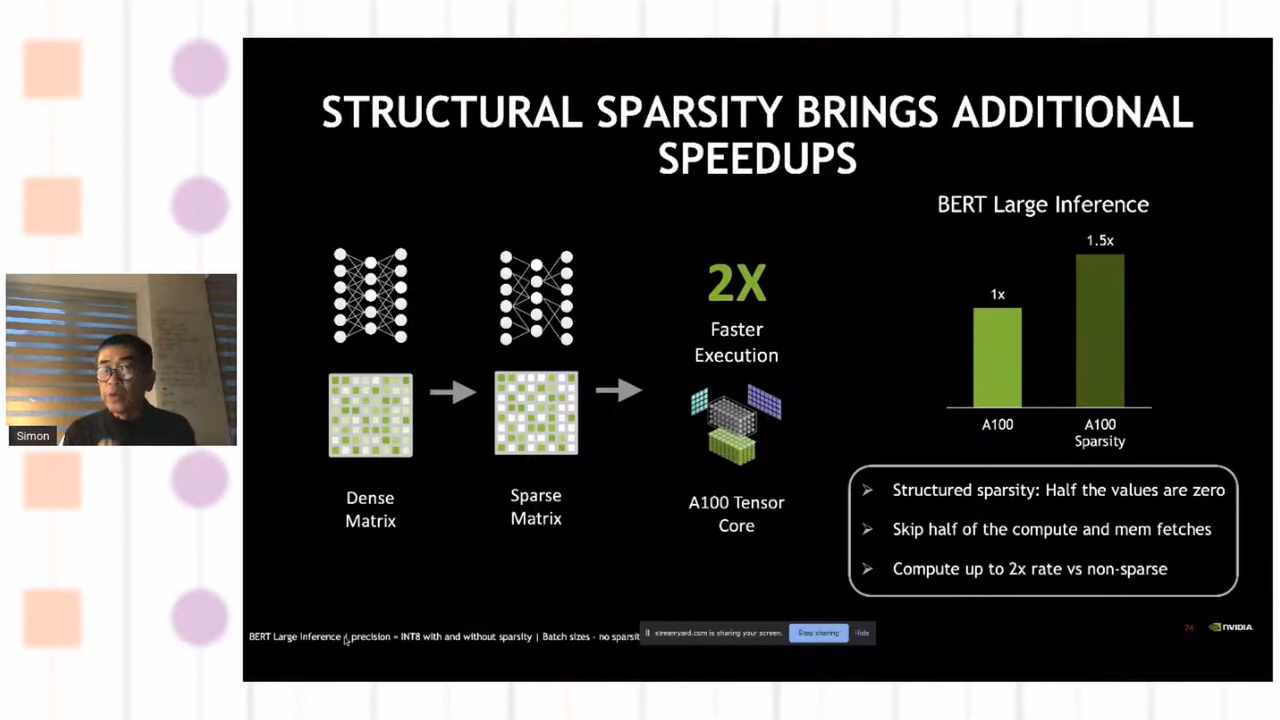 STRUCTURAL SPARSITY BRINGS ADDITIONAL
SPEEDUPS
BERT Large Inference
1.5x
1x
2X
Faster
Execution
A100
A100
Sparsity
Simon
Dense
Matrix
Sparse
Matrix
A100 Tensor
Core
➢ Structured sparsity: Half the values are zero
➢ Skip half of the compute and mem fetches
➢ Compute up to 2x rate vs non-sparse
BERT Large Inference | precision = INT8 with and without sparsity | Batch sizes - no sparsit
streamyard.com is sharing your screen.
Stop sharing
Hide
74
NVIDIA